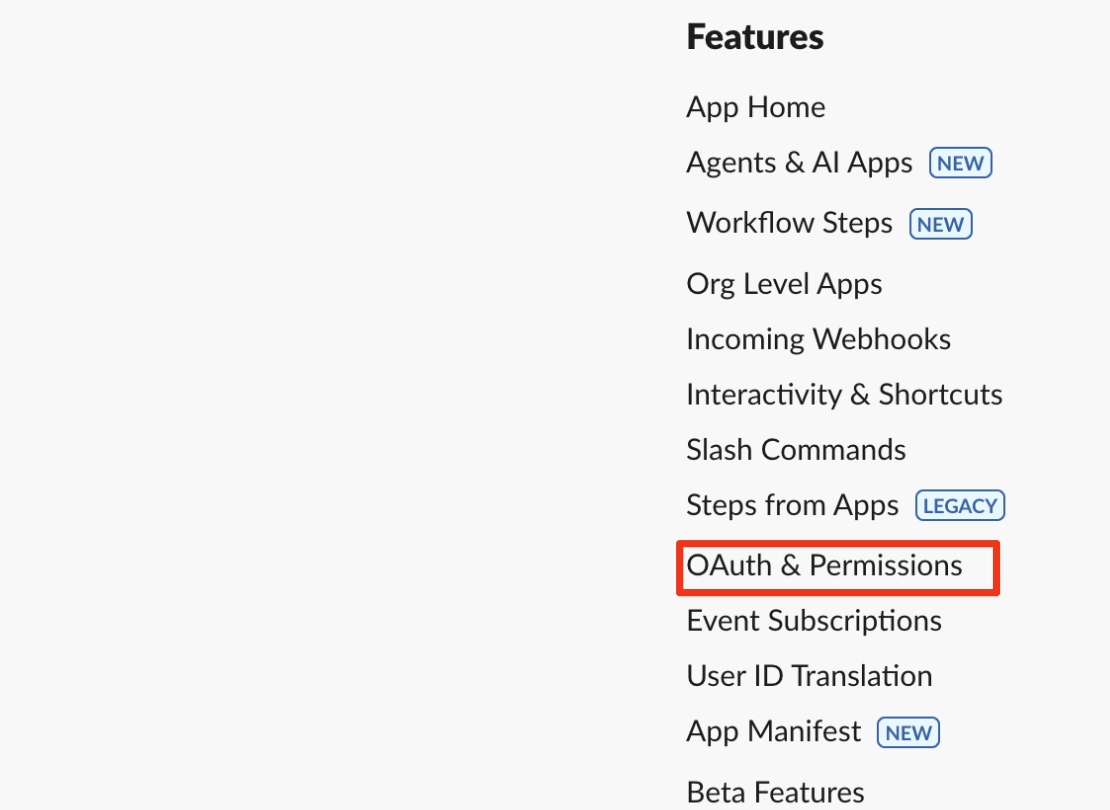 Features
App Home
Agents & AI Apps NEW
Workflow Steps NEW
Org Level Apps
Incoming Webhooks
Interactivity & Shortcuts
Slash Commands
Steps from Apps LEGACY
OAuth & Permissions
Event Subscriptions
User ID Translation
App Manifest NEW
Beta Features